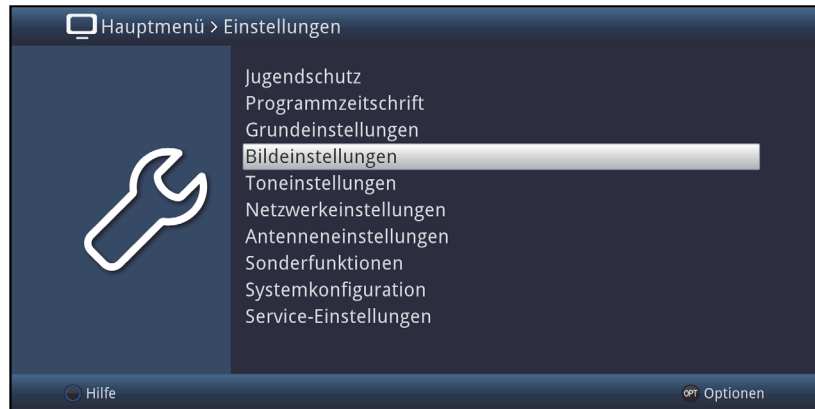 Hauptmenü > Einstellungen
Jugendschutz
Programmzeitschrift
Grundeinstellungen
Bildeinstellungen
Toneinstellungen
Netzwerkeinstellungen
Antenneneinstellungen
Sonderfunktionen
Systemkonfiguration
Service-Einstellungen
Hilfe
OPT Optionen